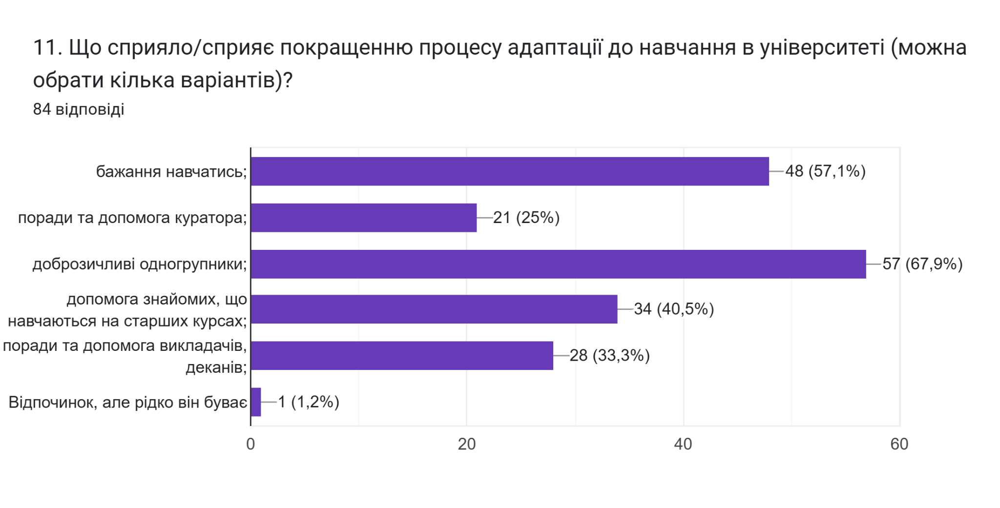 11. Що сприяло/сприяє покращенню процесу адаптації до навчання в університеті (можна
обрати кілька варіантів)?
84 відповіді
бажання навчатись;
48 (57,1%)
поради та допомога куратора;
21 (25%)
доброзичливі одногрупники;
57 (67,9%)
допомога знайомих, що
навчаються на старших курсах;
34 (40,5%)
поради та допомога викладачів,
деканів;
28 (33,3%)
Відпочинок, але рідко він буває
1 (1,2%)
0 20 40 60